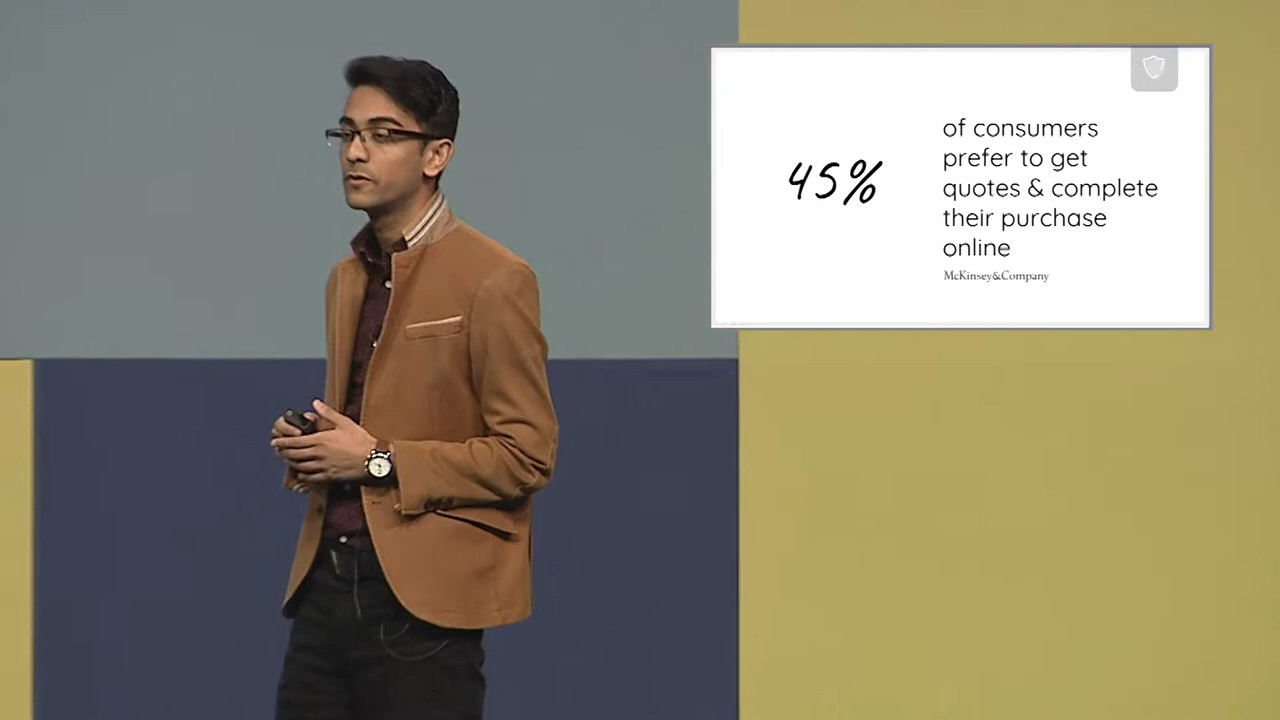 45%
of consumers
prefer to get
quotes & complete
their purchase
online
McKinsey&Company